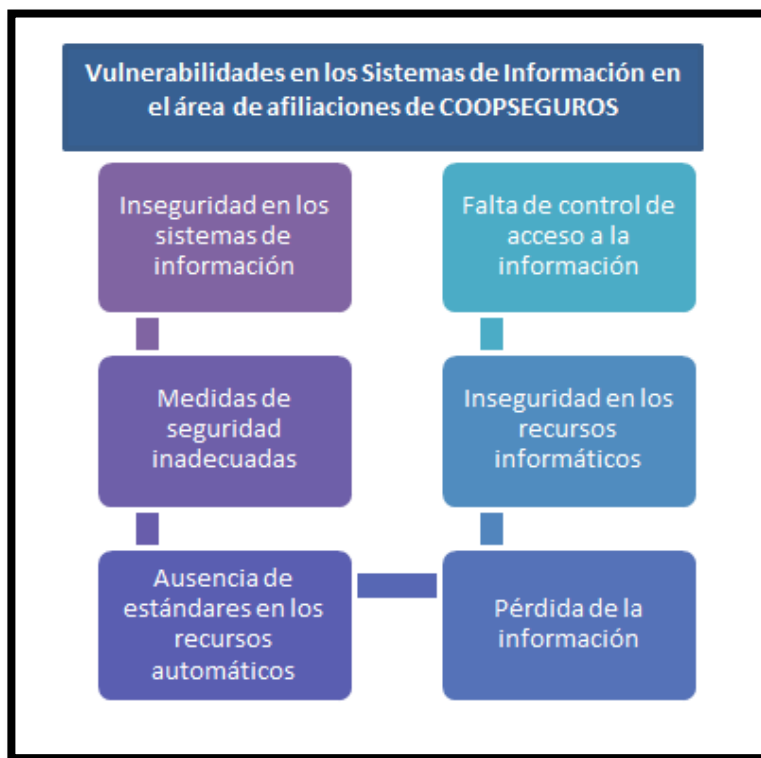 Vulnerabilidades en los Sistemas de Información en
el área de afiliaciones de COOPSEGUROS
Inseguridad en los
sistemas de
información
Medidas de
seguridad
inadecuadas
Ausencia de
estándares en los
recursos
automáticos
Pérdida de la
información
Inseguridad en los
recursos
informáticos
Falta de control de
acceso a la
información